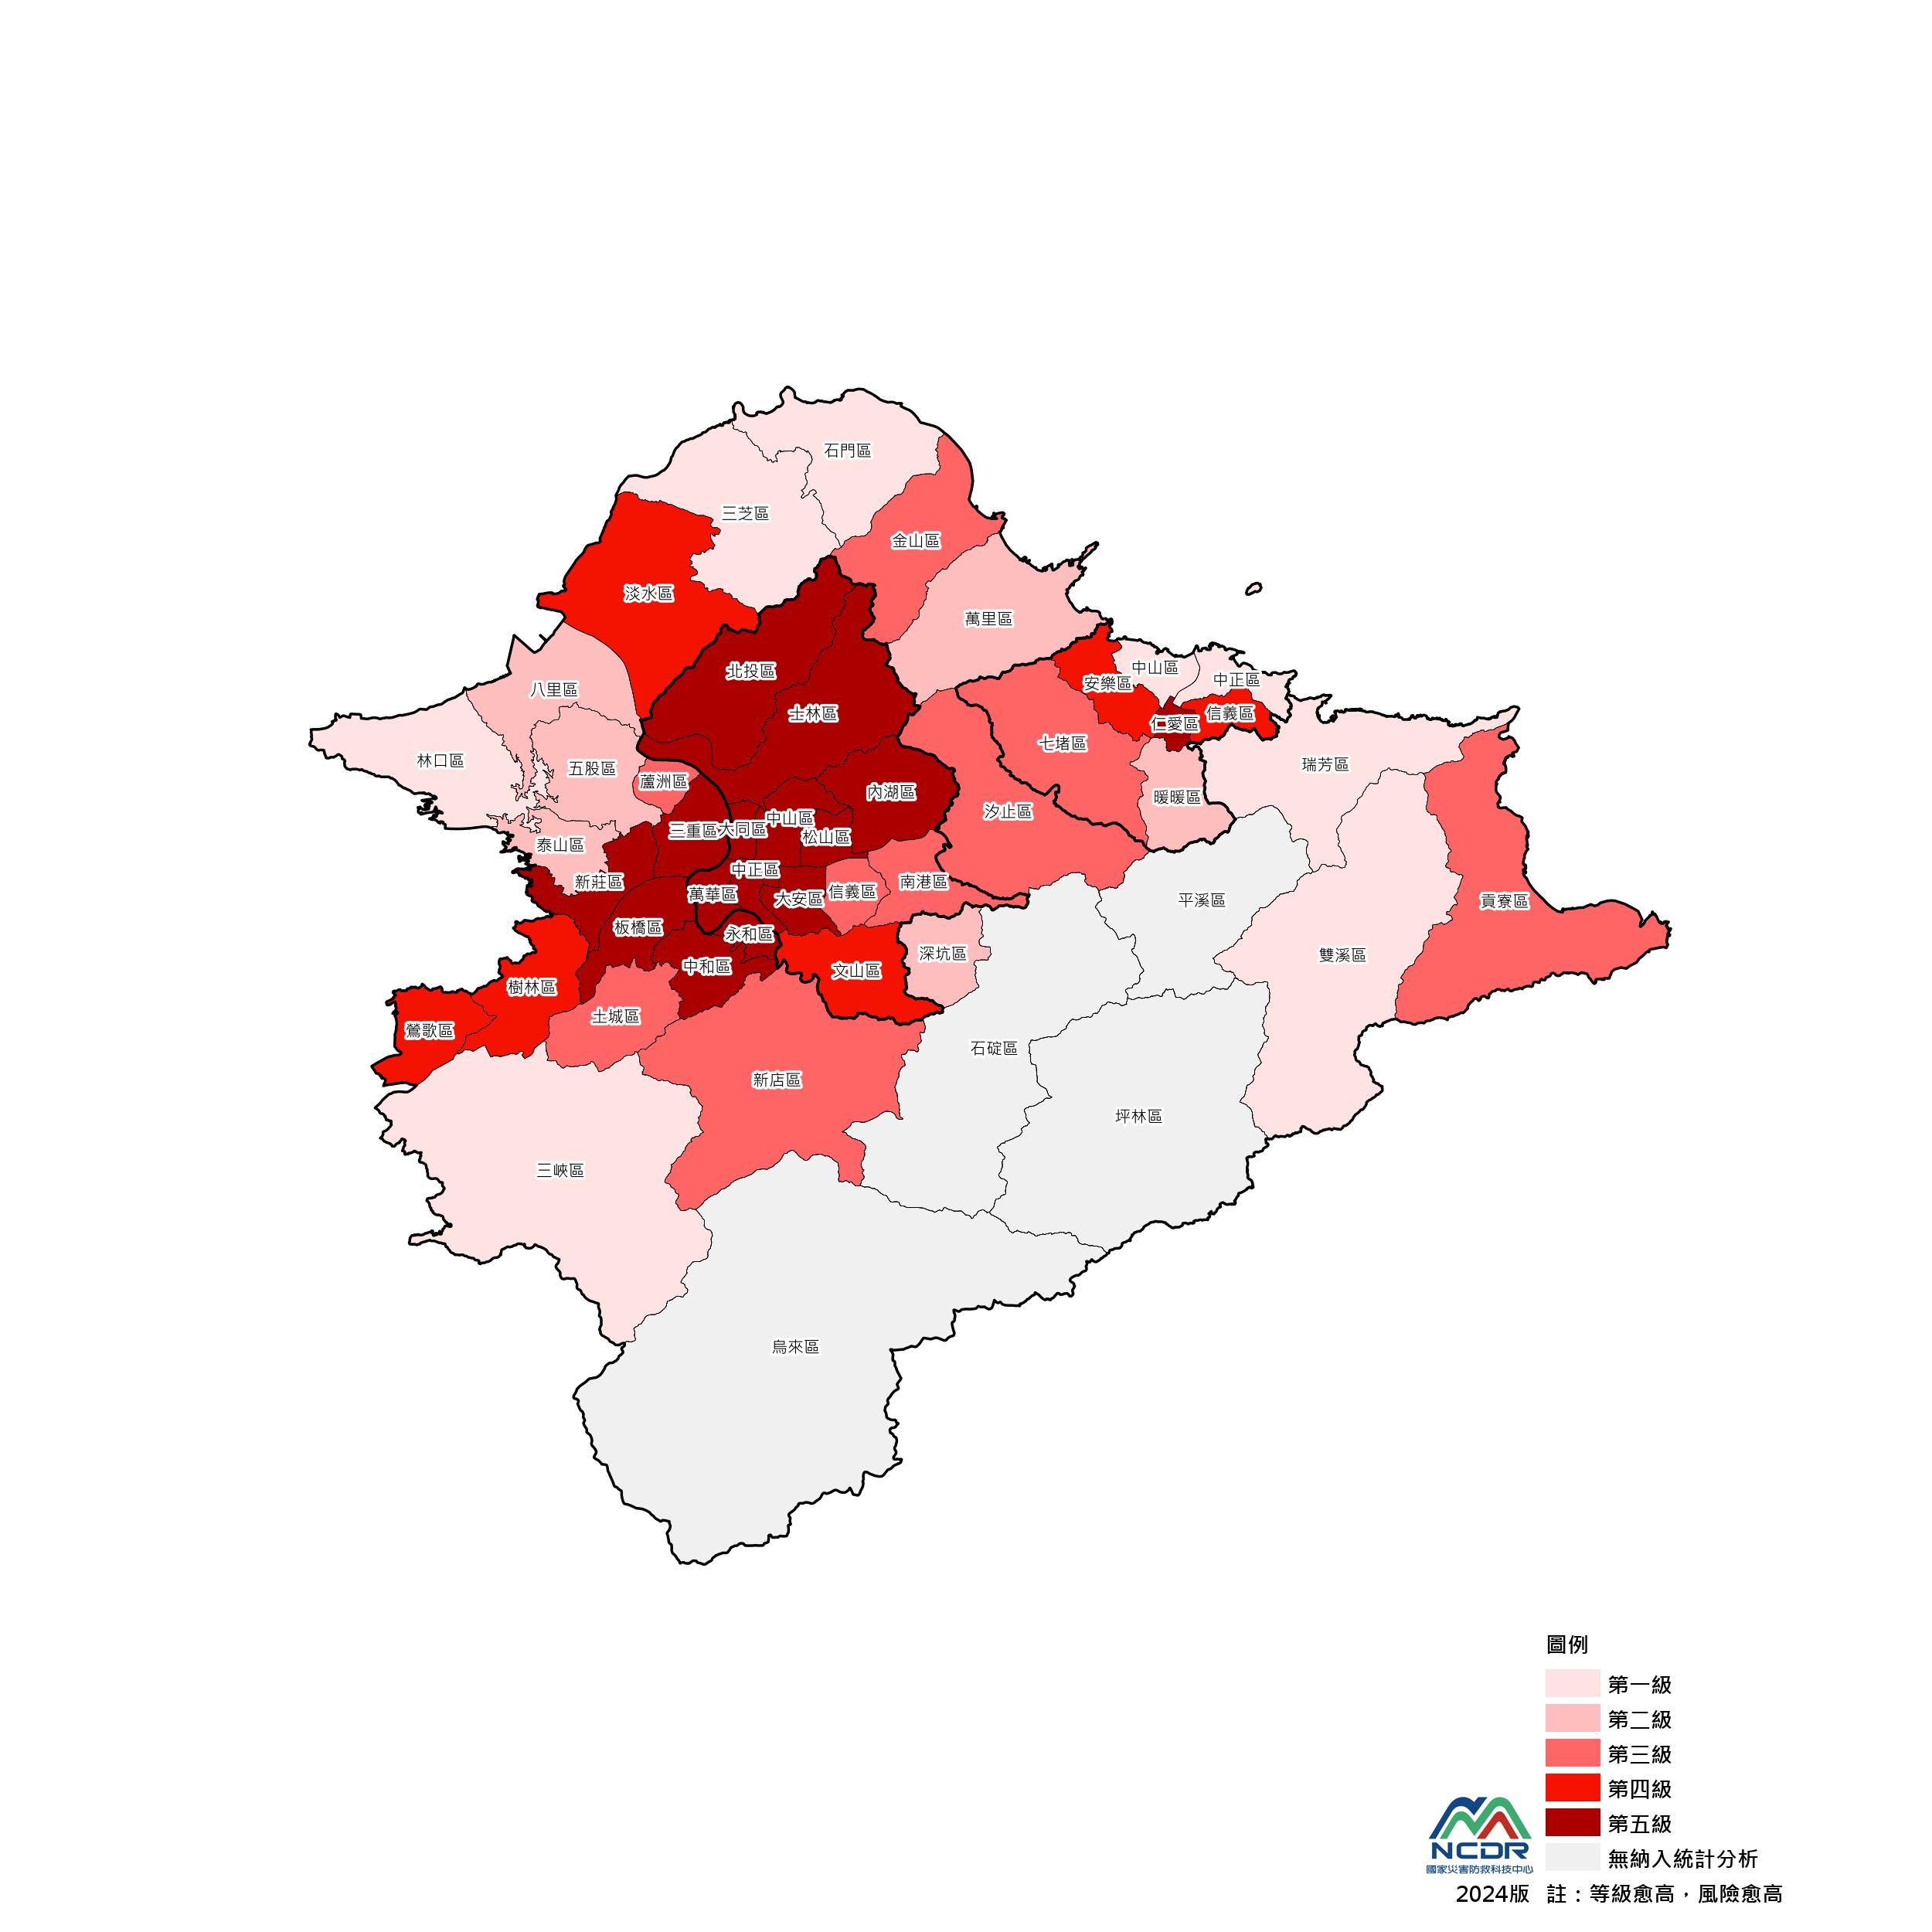 石門區
三芝區
金山區
淡水區
萬里區
北投區
中山區
中正區
安樂區
八里區
士林區
信義區
仁愛區
七堵區
林口區
五股區
瑞芳區
蘆洲區
內湖區
暖暖區
汐止區
中山區
三重區
大同區
松山區
泰山區
中正區
新莊區
南港區
萬華區
信義區
大安區
平溪區
貢寮區
板橋區
永和區
深坑區
雙溪區
中和區
文山區
樹林區
土城區
鶯歌區
石碇區
新店區
坪林區
三峽區
烏來區
圖例
第一級
第二級
第三級
第四級
第五級
無納入統計分析
NCDR
國家災害防救科技中心
2024版 註：等級愈高，風險愈高